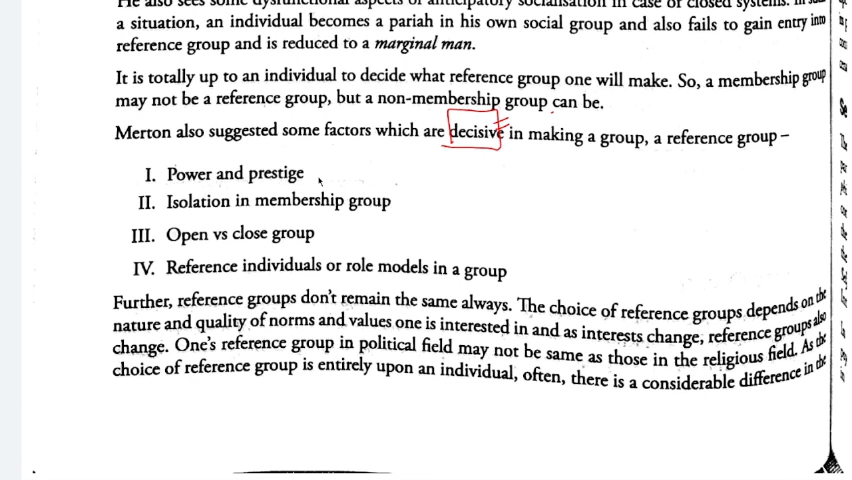 He also sees some dysfunctional aspects of anticipatory socialisation in case of closed systems. In such
a situation, an individual becomes a pariah in his own social group and also fails to gain entry into
reference group and is reduced to a marginal man.
It is totally up to an individual to decide what reference group one will make. So, a membership group
may not be a reference group, but a non-membership group can be.
Merton also suggested some factors which are decisive in making a group, a reference group –
I. Power and prestige
II. Isolation in membership group
III. Open vs close group
IV. Reference individuals or role models in a group
Further, reference groups don't remain the same always. The choice of reference groups depends on the
nature and quality of norms and values one is interested in and as interests change, reference groups also
change. One's reference group in political field may not be same as those in the religious field. As the
choice of reference group is entirely upon an individual, often, there is a considerable difference in the